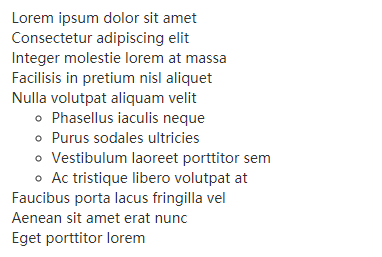 Lorem ipsum dolor sit amet
Consectetur adipiscing elit
Integer molestie lorem at massa
Facilisis in pretium nisl aliquet
Nulla volutpat aliquam velit
Phasellus iaculis neque
Purus sodales ultricies
Vestibulum laoreet porttitor sem
Ac tristique libero volutpat at
Faucibus porta lacus fringilla vel
Aenean sit amet erat nunc
Eget porttitor lorem